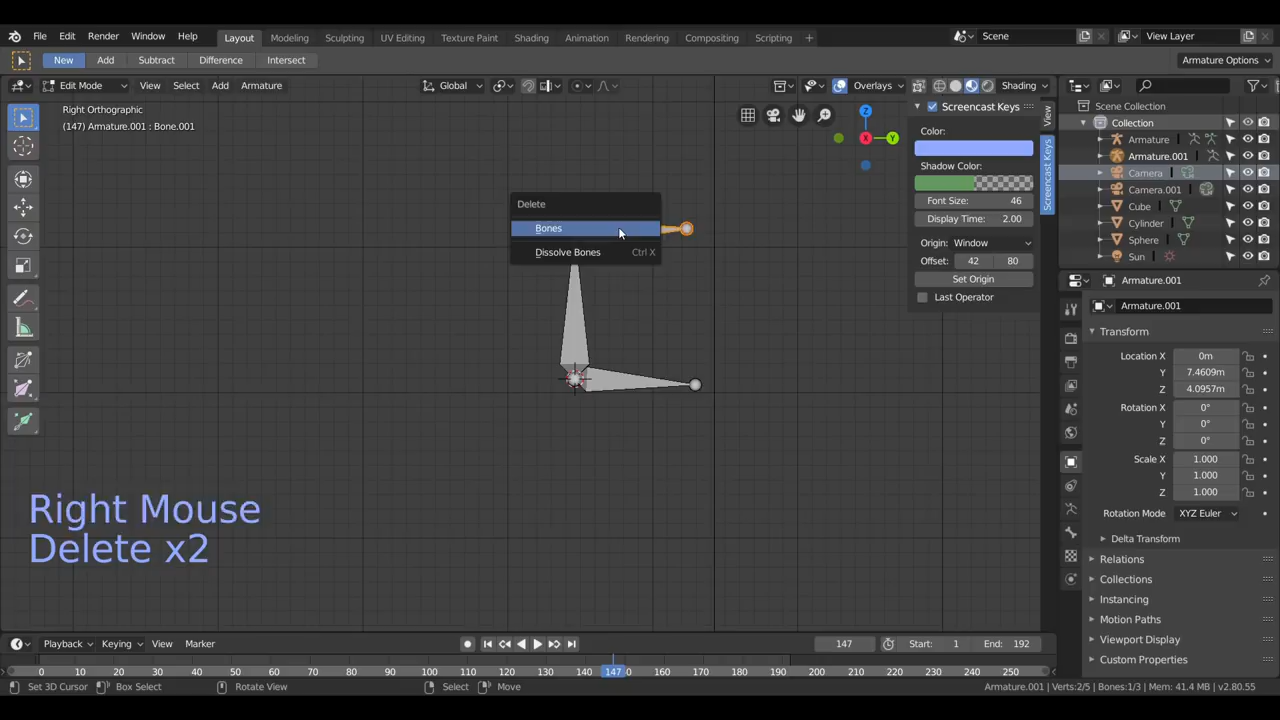 File Edit Render Window Help Layout Modeling Sculpting UV Editing Texture Paint Shading Animation Rendering Compositing Scripting + Scene View Layer
New Add Subtract Difference Intersect Armature Options
Edit Mode View Select Add Armature Global Overlays Shading
Right Orthographic
(147) Armature.001 : Bone.001
Z
X
Y
Delete
Bones
Dissolve Bones Ctrl X
Screencast Keys
Color:
Shadow Color:
Font Size: 46
Display Time: 2.00
Origin: Window
Offset: 42 80
Set Origin
Last Operator
View
Screencast Keys
Scene Collection
Collection
Armature
Armature.001
Camera
Camera.001
Cube
Cylinder
Sphere
Sun
Armature.001
Armature.001
Transform
Location X 0m
Y 7.4609m
Z 4.0957m
Rotation X 0°
Y 0°
Z 0°
Scale X 1.000
Y 1.000
Z 1.000
Rotation Mode XYZ Euler
Delta Transform
Relations
Collections
Instancing
Motion Paths
Viewport Display
Custom Properties
Right Mouse
Delete x2
Playback Keying View Marker 147 Start: 1 End: 192
0 10 20 30 40 50 60 70 80 90 100 110 120 130 140 147 160 170 180 190 200 210 220 230 240 250
Set 3D Cursor Box Select Rotate View Select Move Armature.001 | Verts:2/5 | Bones:1/3 | Mem: 41.4 MB | v2.80.55